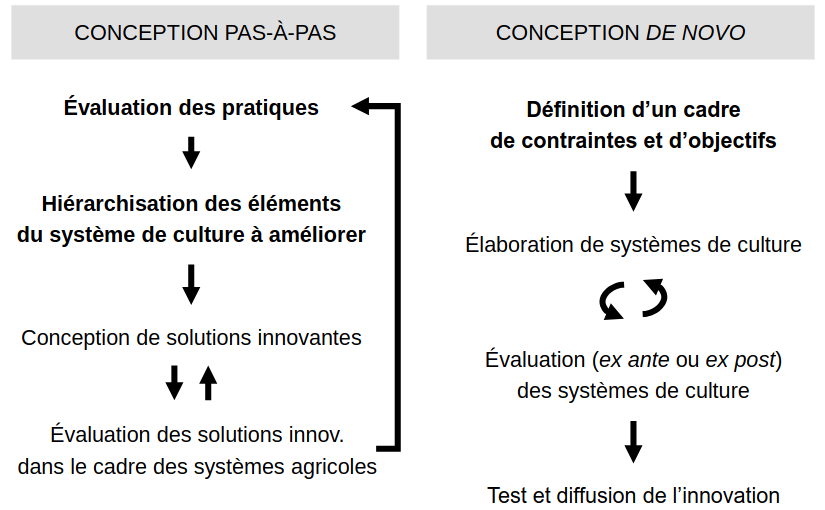 CONCEPTION PAS-À-PAS
Évaluation des pratiques
Hiérarchisation des éléments
du système de culture à améliorer
Conception de solutions innovantes
Évaluation des solutions innov.
dans le cadre des systèmes agricoles
CONCEPTION DE NOVO
Définition d’un cadre
de contraintes et d’objectifs
Élaboration de systèmes de culture
Évaluation (ex ante ou ex post)
des systèmes de culture
Test et diffusion de l’innovation